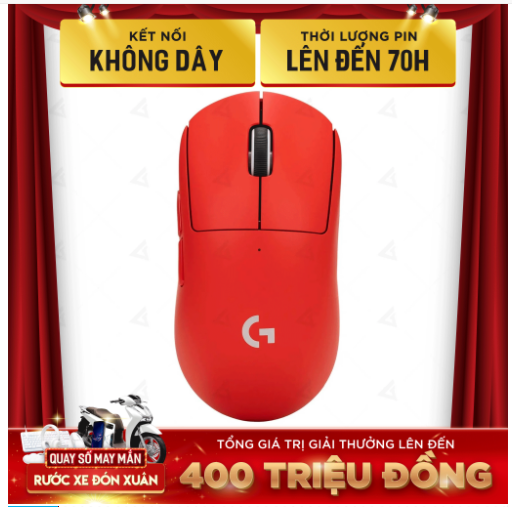 KẾT NỐI
KHÔNG DÂY
THỜI LƯỢNG PIN
LÊN ĐẾN 70H
G
QUAY SỐ MAY MẮN
RƯỚC XE ĐÓN XUÂN
TỔNG GIÁ TRỊ GIẢI THƯỞNG LÊN ĐẾN
400 TRIỆU ĐỒNG